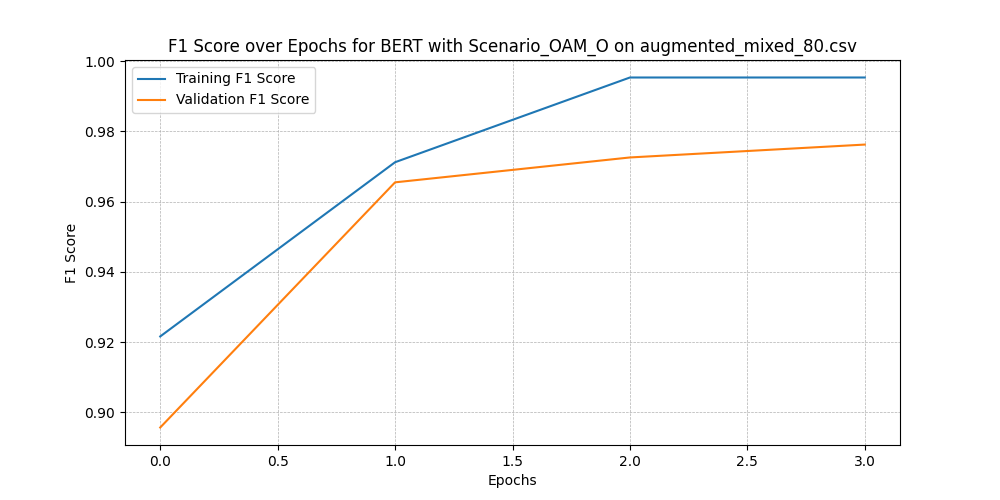 F1 Score over Epochs for BERT with Scenario_OAM_O on augmented_mixed_80.csv
Training F1 Score
Validation F1 Score
1.00
0.98
0.96
0.94
0.92
0.90
F1 Score
0.0 0.5 1.0 1.5 2.0 2.5 3.0
Epochs